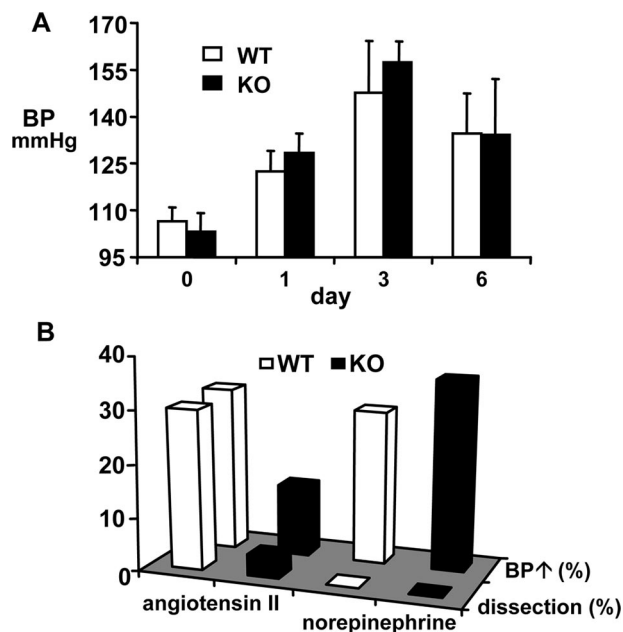 A
170
155
140
125
110
95
BP
mmHg
WT
KO
0 1 3 6
day
B
WT KO
40
30
20
10
0
angiotensin II
norepinephrine
BP↑ (%)
dissection (%)